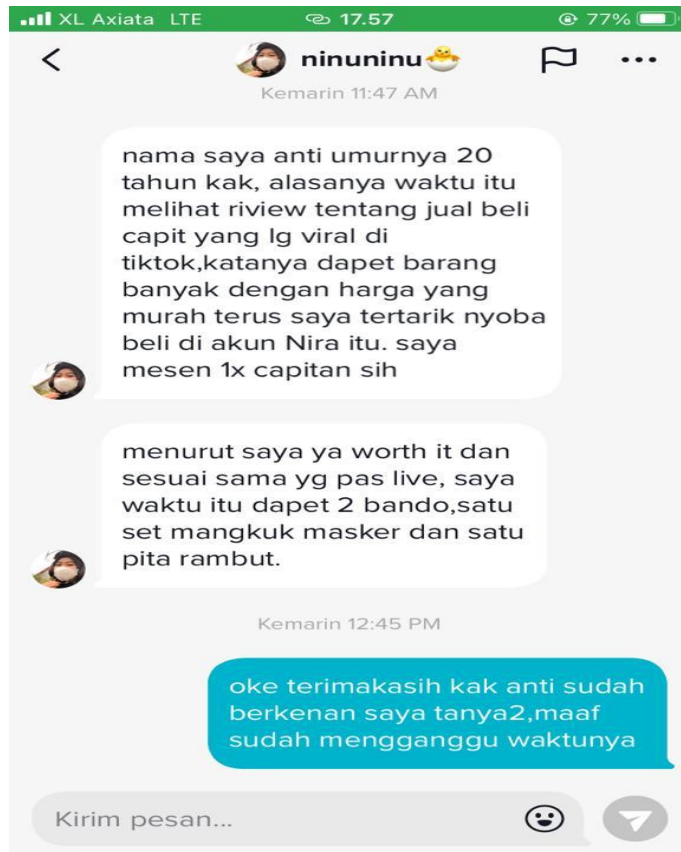 XL Axiata LTE 17.57 77%
ninuninu🐣
Kemarin 11:47 AM
nama saya anti umurnya 20
tahun kak, alasanya waktu itu
melihat riview tentang jual beli
capit yang lg viral di
tiktok,katanya dapet barang
banyak dengan harga yang
murah terus saya tertarik nyoba
beli di akun Nira itu. saya
mesen 1x capitan sih
menurut saya ya worth it dan
sesuai sama yg pas live, saya
waktu itu dapet 2 bando,satu
set mangkuk masker dan satu
pita rambut.
Kemarin 12:45 PM
oke terimakasih kak anti sudah
berkenan saya tanya2,maaf
sudah mengganggu waktunya
Kirim pesan...